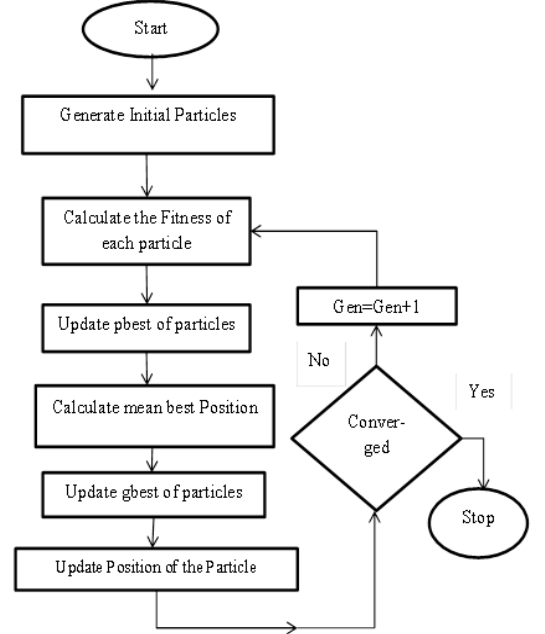 Start
Generate Initial Particles
Calculate the Fitness of
each particle
Update pbest of particles
Calculate mean best Position
Update gbest of particles
Update Position of the Particle
Gen=Gen+1
No
Yes
Conver-
ged
Stop